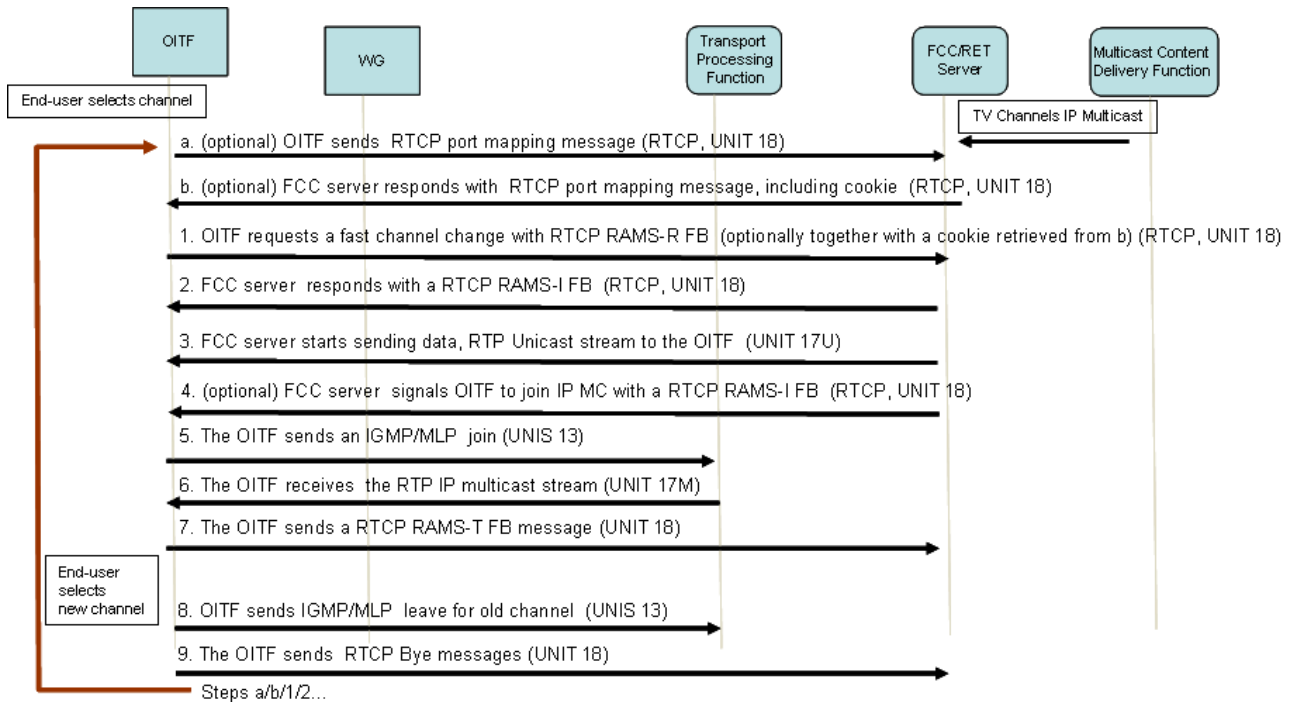 OITF
WG
Transport
Processing
Function
FCC/RET
Server
Multicast Content
Delivery Function
End-user selects channel
TV Channels IP Multicast
a. (optional) OITF sends RTCP port mapping message (RTCP, UNIT 18)
b. (optional) FCC server responds with RTCP port mapping message, including cookie (RTCP, UNIT 18)
1. OITF requests a fast channel change with RTCP RAMS-R FB (optionally together with a cookie retrieved from b) (RTCP, UNIT 18)
2. FCC server responds with a RTCP RAMS-I FB (RTCP, UNIT 18)
3. FCC server starts sending data, RTP Unicast stream to the OITF (UNIT 17U)
4. (optional) FCC server signals OITF to join IP MC with a RTCP RAMS-I FB (RTCP, UNIT 18)
5. The OITF sends an IGMP/MLP join (UNIS 13)
6. The OITF receives the RTP IP multicast stream (UNIT 17M)
7. The OITF sends a RTCP RAMS-T FB message (UNIT 18)
End-user
selects
new channel
8. OITF sends IGMP/MLP leave for old channel (UNIS 13)
9. The OITF sends RTCP Bye messages (UNIT 18)
Steps a/b/1/2...